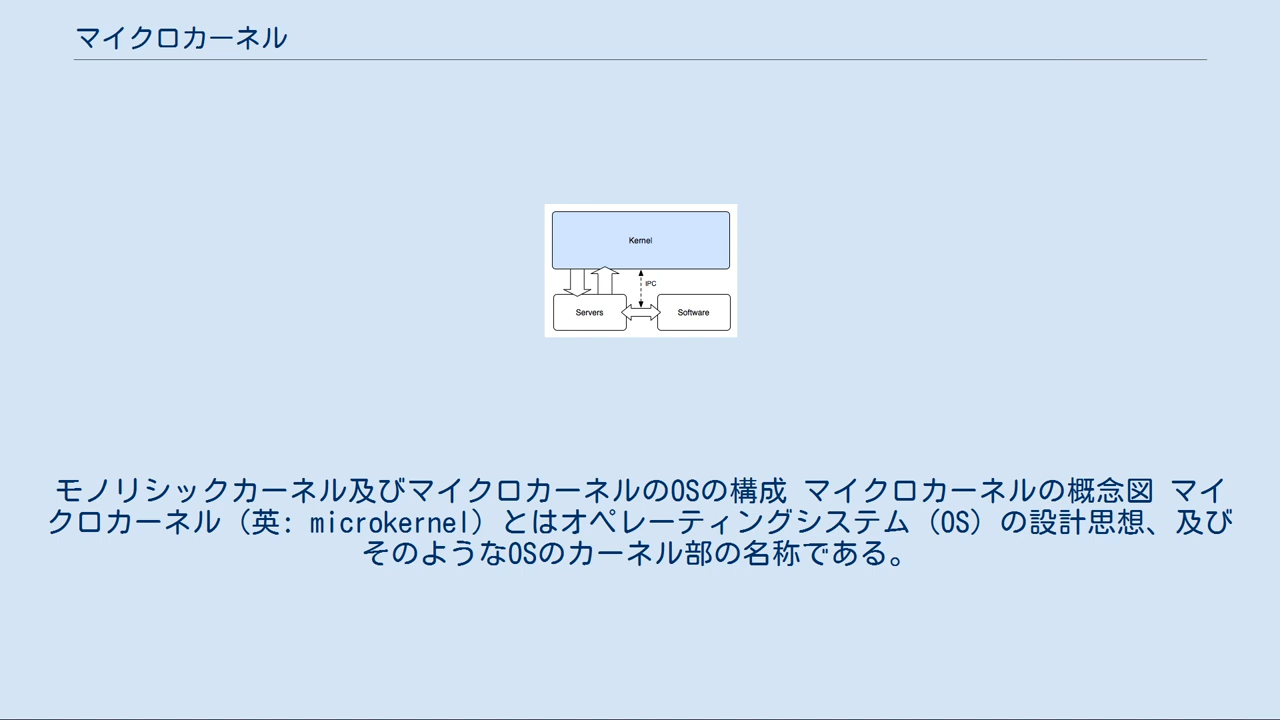 マイクロカーネル
Kernel
IPC
Servers
Software
モノリシックカーネル及びマイクロカーネルのOSの構成 マイクロカーネルの概念図 マイ
クロカーネル（英: microkernel）とはオペレーティングシステム（OS）の設計思想、及び
そのようなOSのカーネル部の名称である。